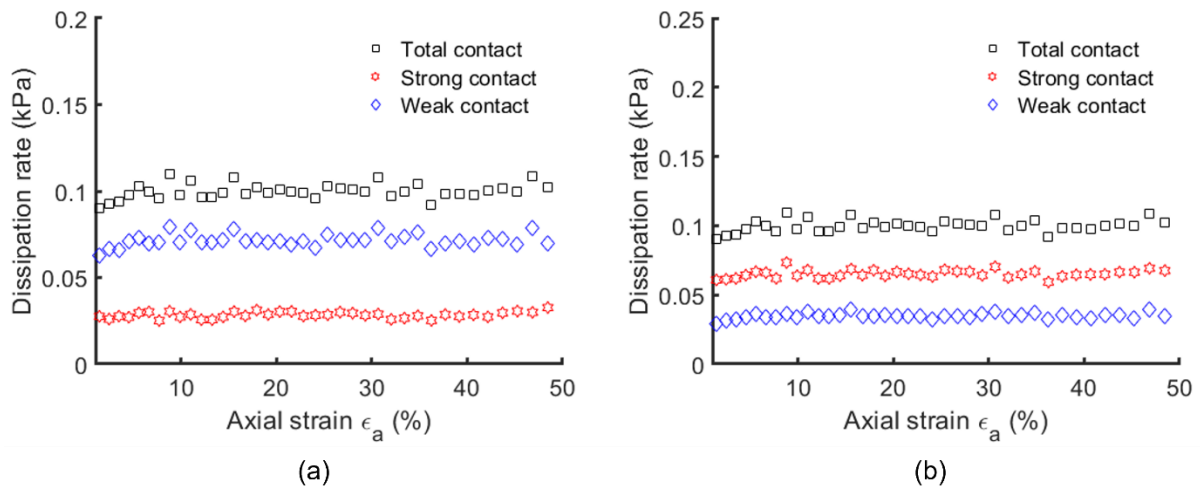 0.2
0.15
0.1
0.05
0
Dissipation rate (kPa)
Total contact
Strong contact
Weak contact
10 20 30 40 50
Axial strain ϵa (%)
(a)
0.25
0.2
0.15
0.1
0.05
0
Dissipation rate (kPa)
Total contact
Strong contact
Weak contact
10 20 30 40 50
Axial strain ϵa (%)
(b)